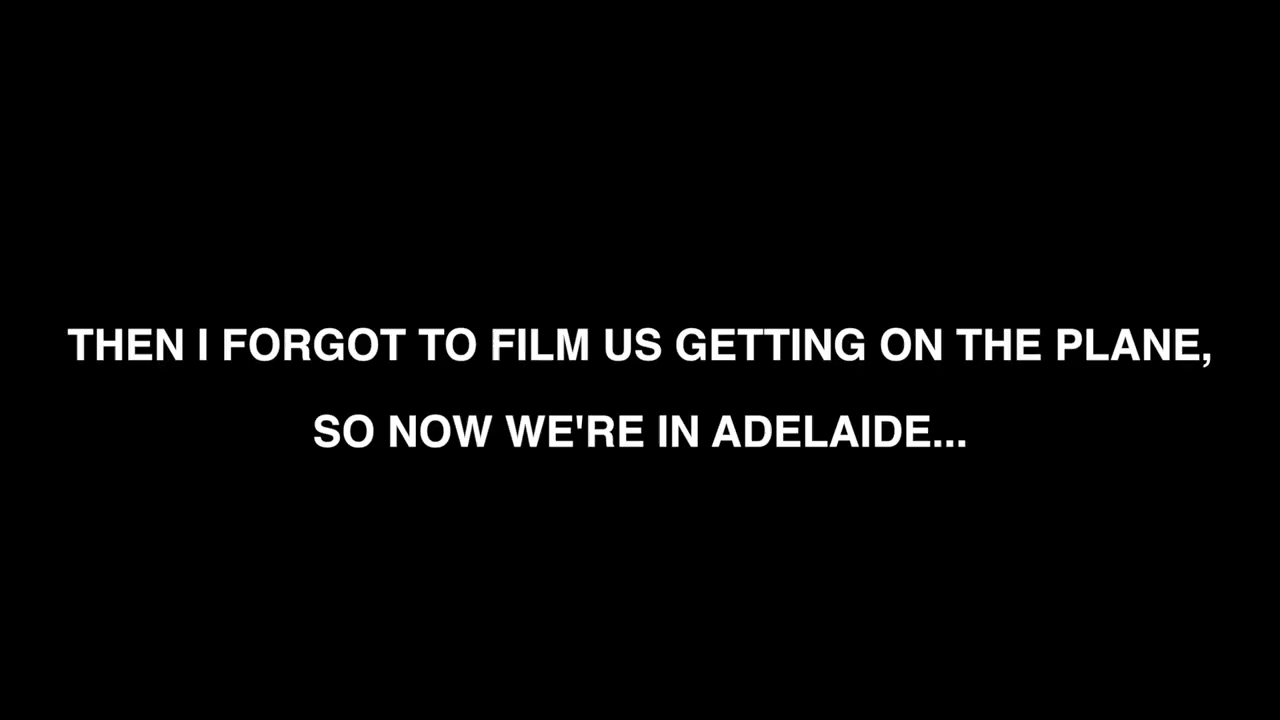 THEN I FORGOT TO FILM US GETTING ON THE PLANE,
SO NOW WE'RE IN ADELAIDE...